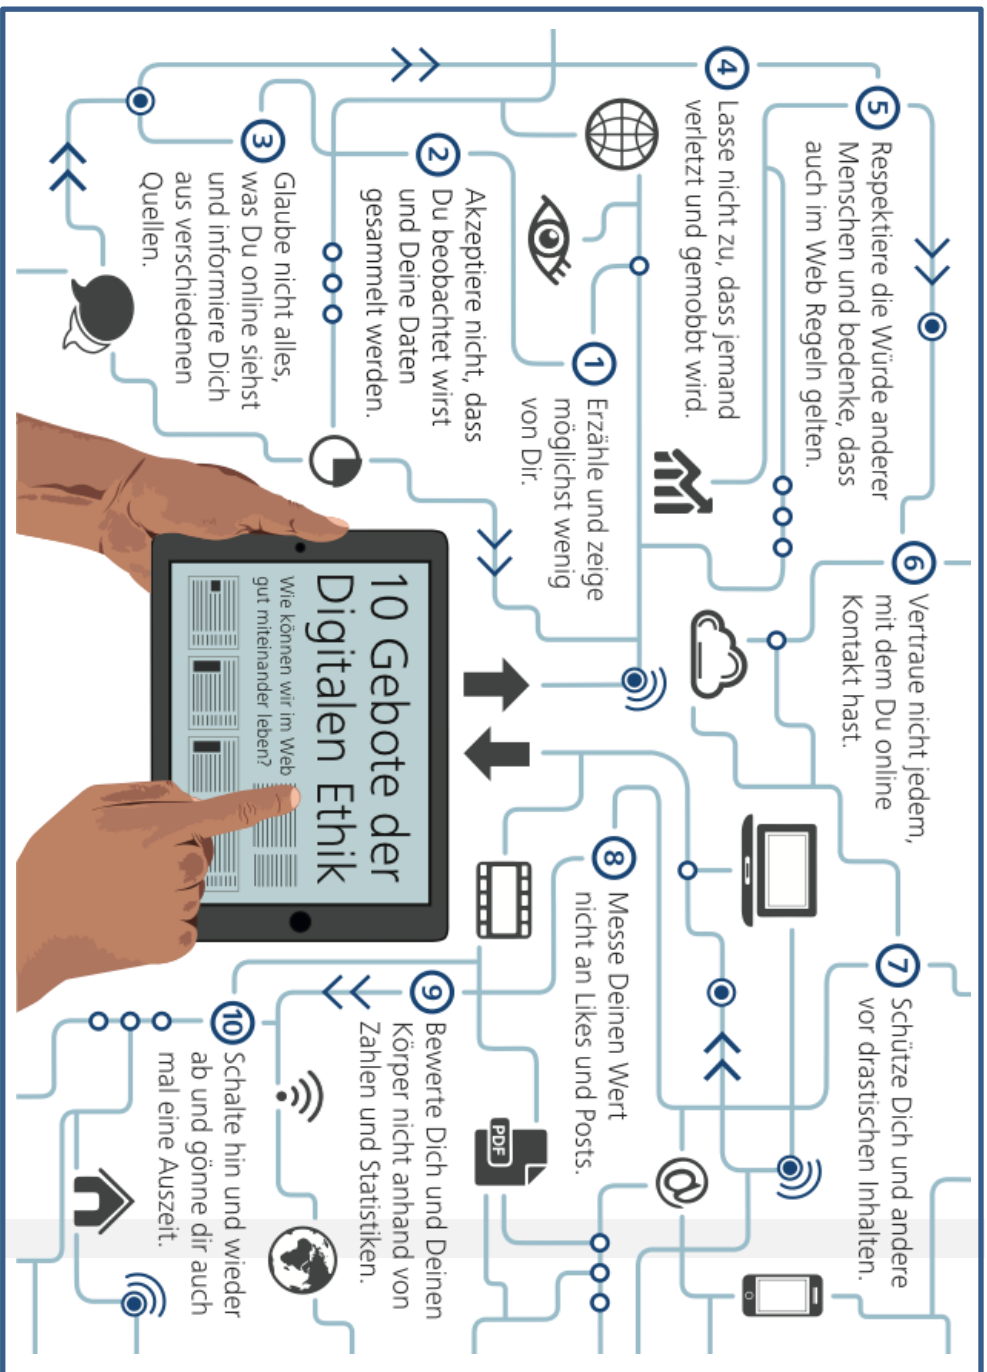 10 Gebote der
Digitalen Ethik
Wie können wir im Web
gut miteinander leben?
1
Erzähle und zeige
möglichst wenig
von Dir.
2
Akzeptiere nicht, dass
Du beobachtet wirst
und Deine Daten
gesammelt werden.
3
Glaube nicht alles,
was Du online siehst
und informiere Dich
aus verschiedenen
Quellen.
4
Lasse nicht zu, dass jemand
verletzt und gemobbt wird.
5
Respektiere die Würde anderer
Menschen und bedenke, dass
auch im Web Regeln gelten.
6
Vertraue nicht jedem,
mit dem Du online
Kontakt hast.
7
Schütze Dich und andere
vor drastischen Inhalten.
8
Messe Deinen Wert
nicht an Likes und Posts.
9
Bewerte Dich und Deinen
Körper nicht anhand von
Zahlen und Statistiken.
10
Schalte hin und wieder
ab und gönne dir auch
mal eine Auszeit.
PDF
@